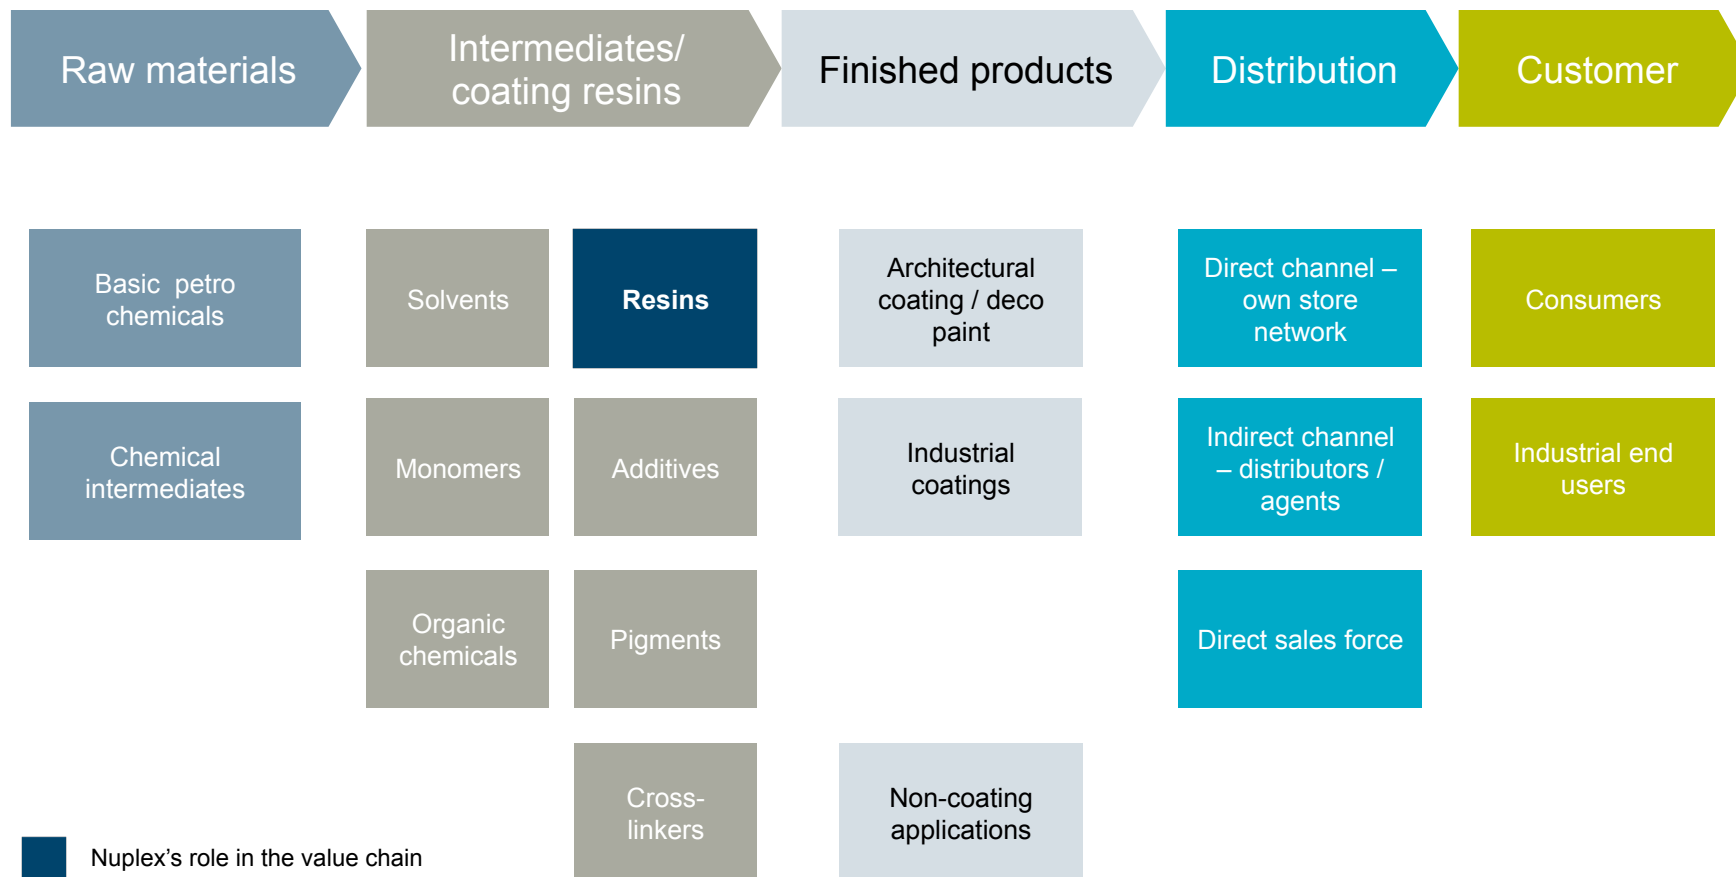 Raw materials
Intermediates/
coating resins
Finished products
Distribution
Customer
Basic petro
chemicals
Chemical
intermediates
Solvents
Monomers
Organic
chemicals
Resins
Additives
Pigments
Cross-
linkers
Architectural
coating / deco
paint
Industrial
coatings
Non-coating
applications
Direct channel –
own store
network
Indirect channel
– distributors /
agents
Direct sales force
Consumers
Industrial end
users
Nuplex's role in the value chain